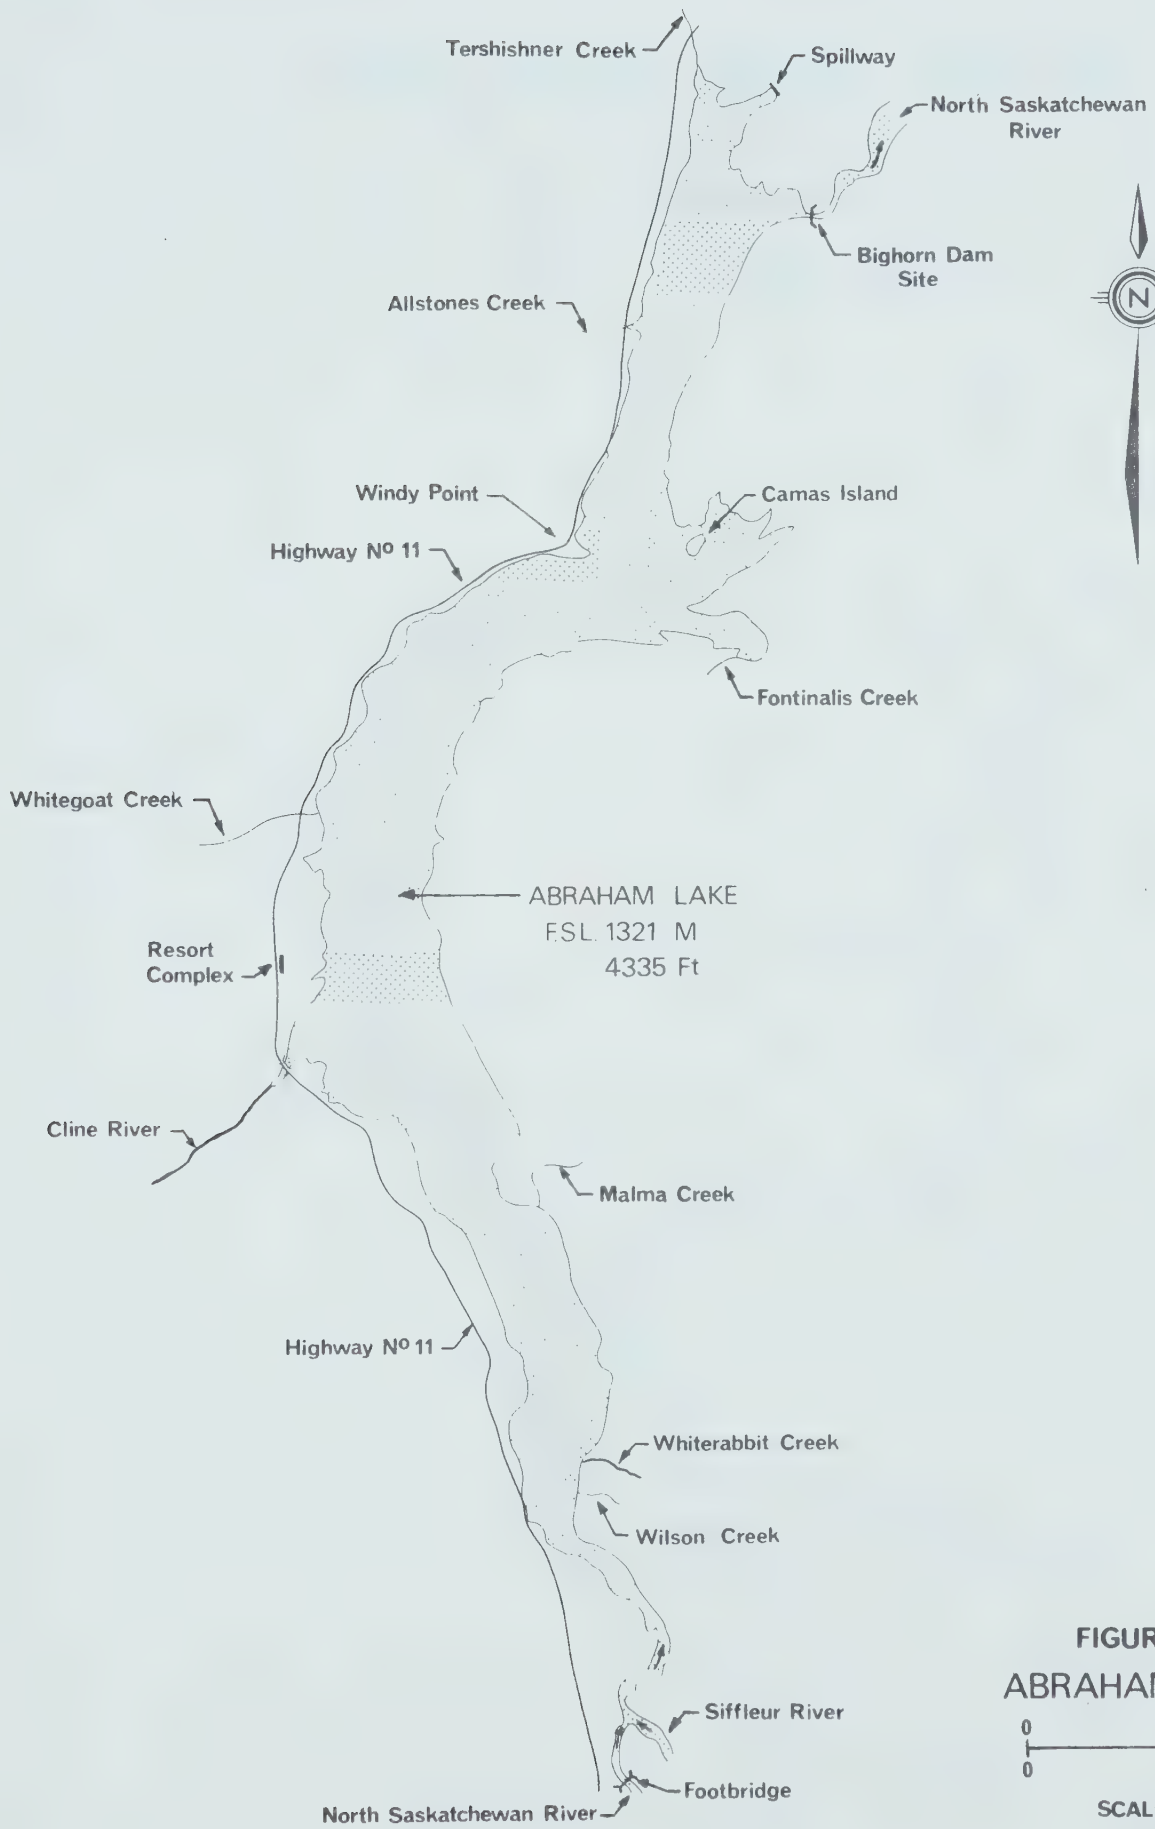 Tershishner Creek
Spillway
North Saskatchewan
River
Bighorn Dam
Site
N
Allstones Creek
Windy Point
Camas Island
Highway Nº 11
Fontinalis Creek
Whitegoat Creek
ABRAHAM LAKE
F.S.L. 1321 M
4335 Ft
Resort
Complex
Cline River
Malma Creek
Highway Nº 11
Whiterabbit Creek
Wilson Creek
FIGUR
ABRAHAM
Siffleur River
0
0
Footbridge
North Saskatchewan River
SCAL